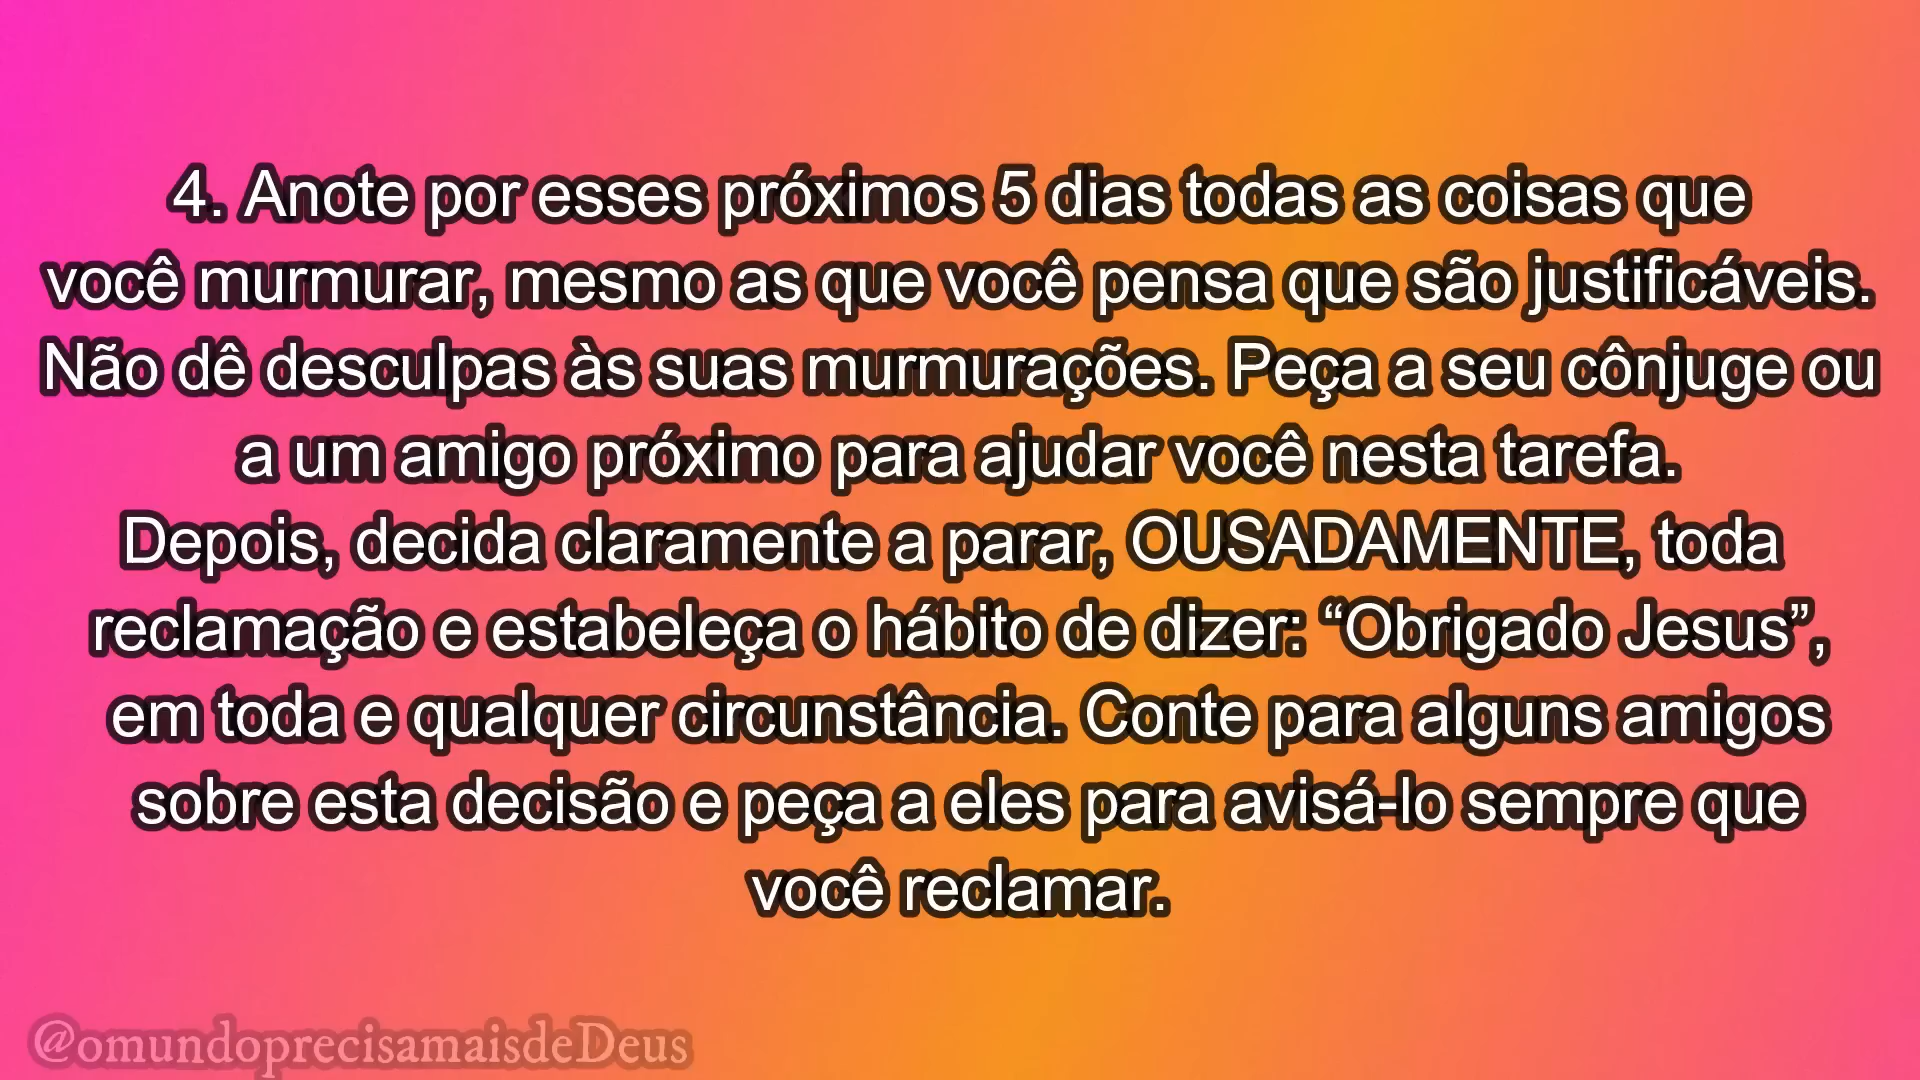 4. Anote por esses próximos 5 dias todas as coisas que
você murmurar, mesmo as que você pensa que são justificáveis.
Não dê desculpas às suas murmurações. Peça a seu cônjuge ou
a um amigo próximo para ajudar você nesta tarefa.
Depois, decida claramente a parar, OUSADAMENTE, toda
reclamação e estabeleça o hábito de dizer: “Obrigado Jesus”,
em toda e qualquer circunstância. Conte para alguns amigos
sobre esta decisão e peça a eles para avisá-lo sempre que
você reclamar.
@omundoprecisamaisdeDeus